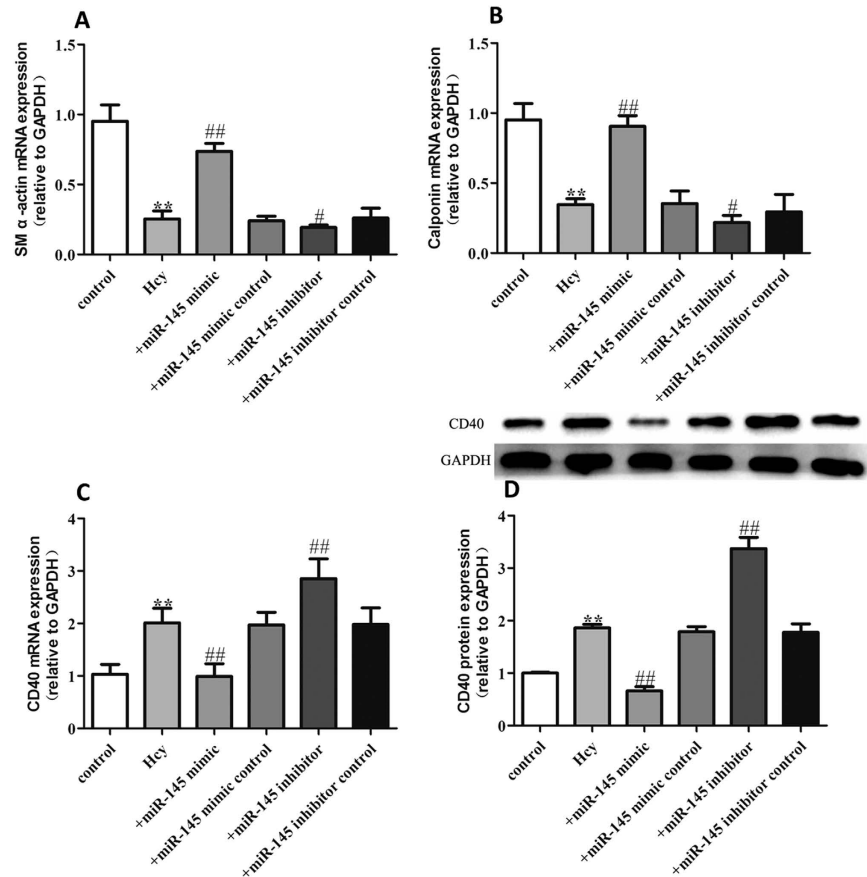 A
SM α-actin mRNA expression
(relative to GAPDH)
1.5
1.0
0.5
0.0
**
##
#
control
Hcy
+miR-145 mimic
+miR-145 mimic control
+miR-145 inhibitor
+miR-145 inhibitor control
B
Calponin mRNA expression
(relative to GAPDH)
1.5
1.0
0.5
0.0
**
##
#
control
Hcy
+miR-145 mimic
+miR-145 mimic control
+miR-145 inhibitor
+miR-145 inhibitor control
CD40
GAPDH
C
CD40 mRNA expression
(relative to GAPDH)
4
3
2
1
0
**
##
##
control
Hcy
+miR-145 mimic
+miR-145 mimic control
+miR-145 inhibitor
+miR-145 inhibitor control
D
CD40 protein expression
(relative to GAPDH)
4
3
2
1
0
**
##
##
control
Hcy
+miR-145 mimic
+miR-145 mimic control
+miR-145 inhibitor
+miR-145 inhibitor control